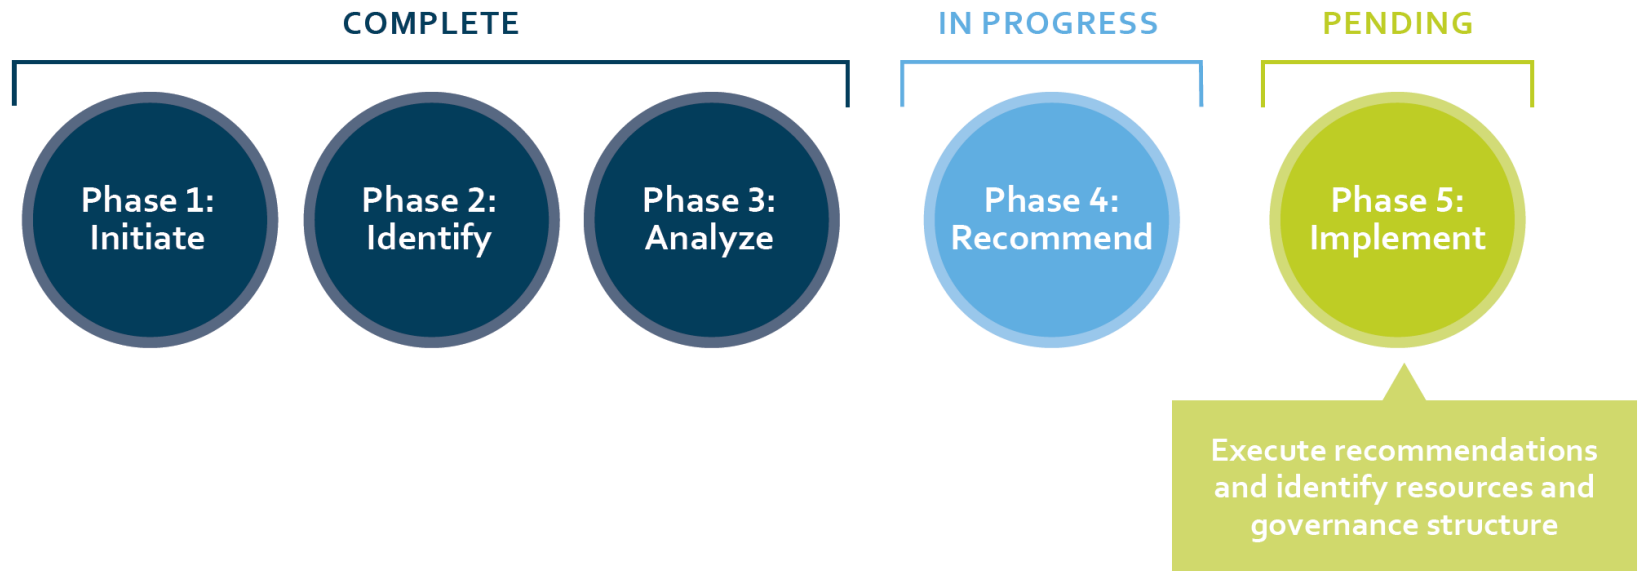 COMPLETE
IN PROGRESS
PENDING
Phase 1:
Initiate
Phase 2:
Identify
Phase 3:
Analyze
Phase 4:
Recommend
Phase 5:
Implement
Execute recommendations
and identify resources and
governance structure